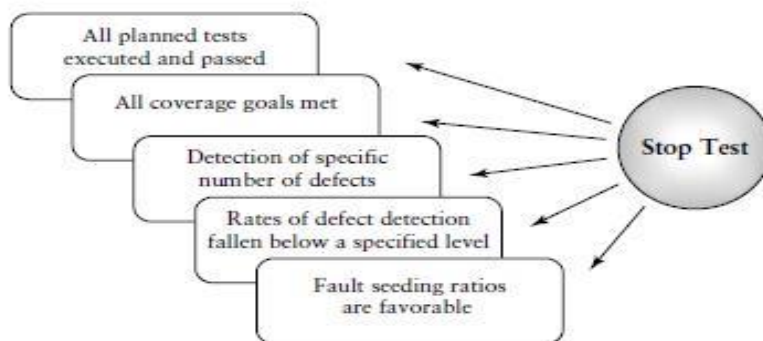 All planned tests
executed and passed
All coverage goals met
Detection of specific
number of defects
Rates of defect detection
fallen below a specified level
Fault seeding ratios
are favorable
Stop Test